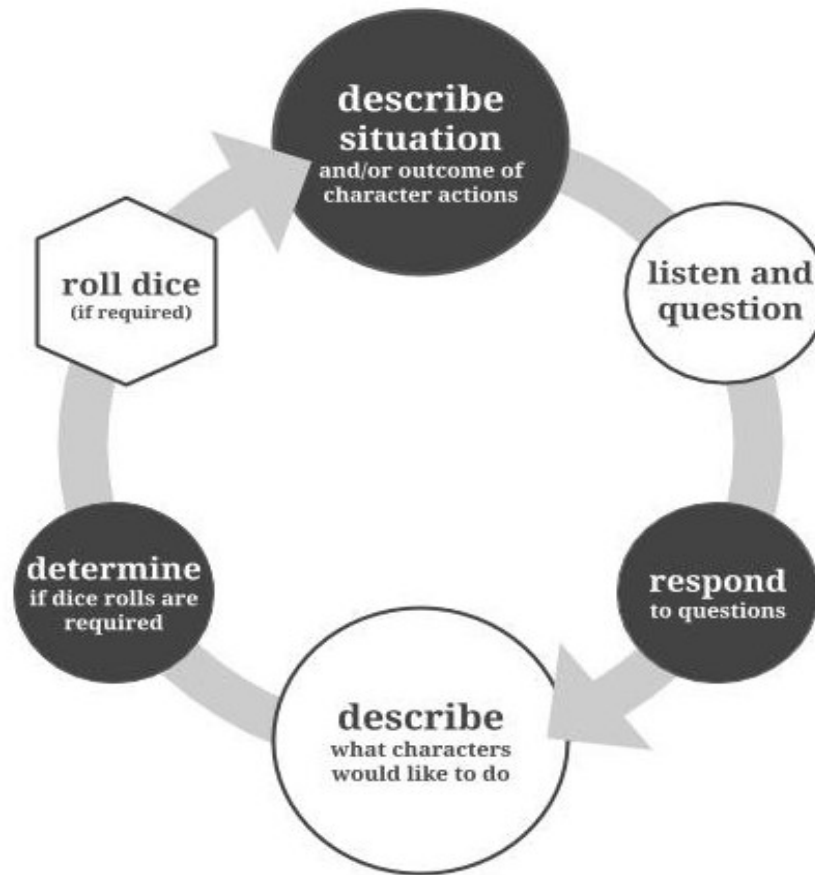 describe
situation
and/or outcome of
character actions
listen and
question
respond
to questions
describe
what characters
would like to do
determine
if dice rolls are
required
roll dice
(if required)